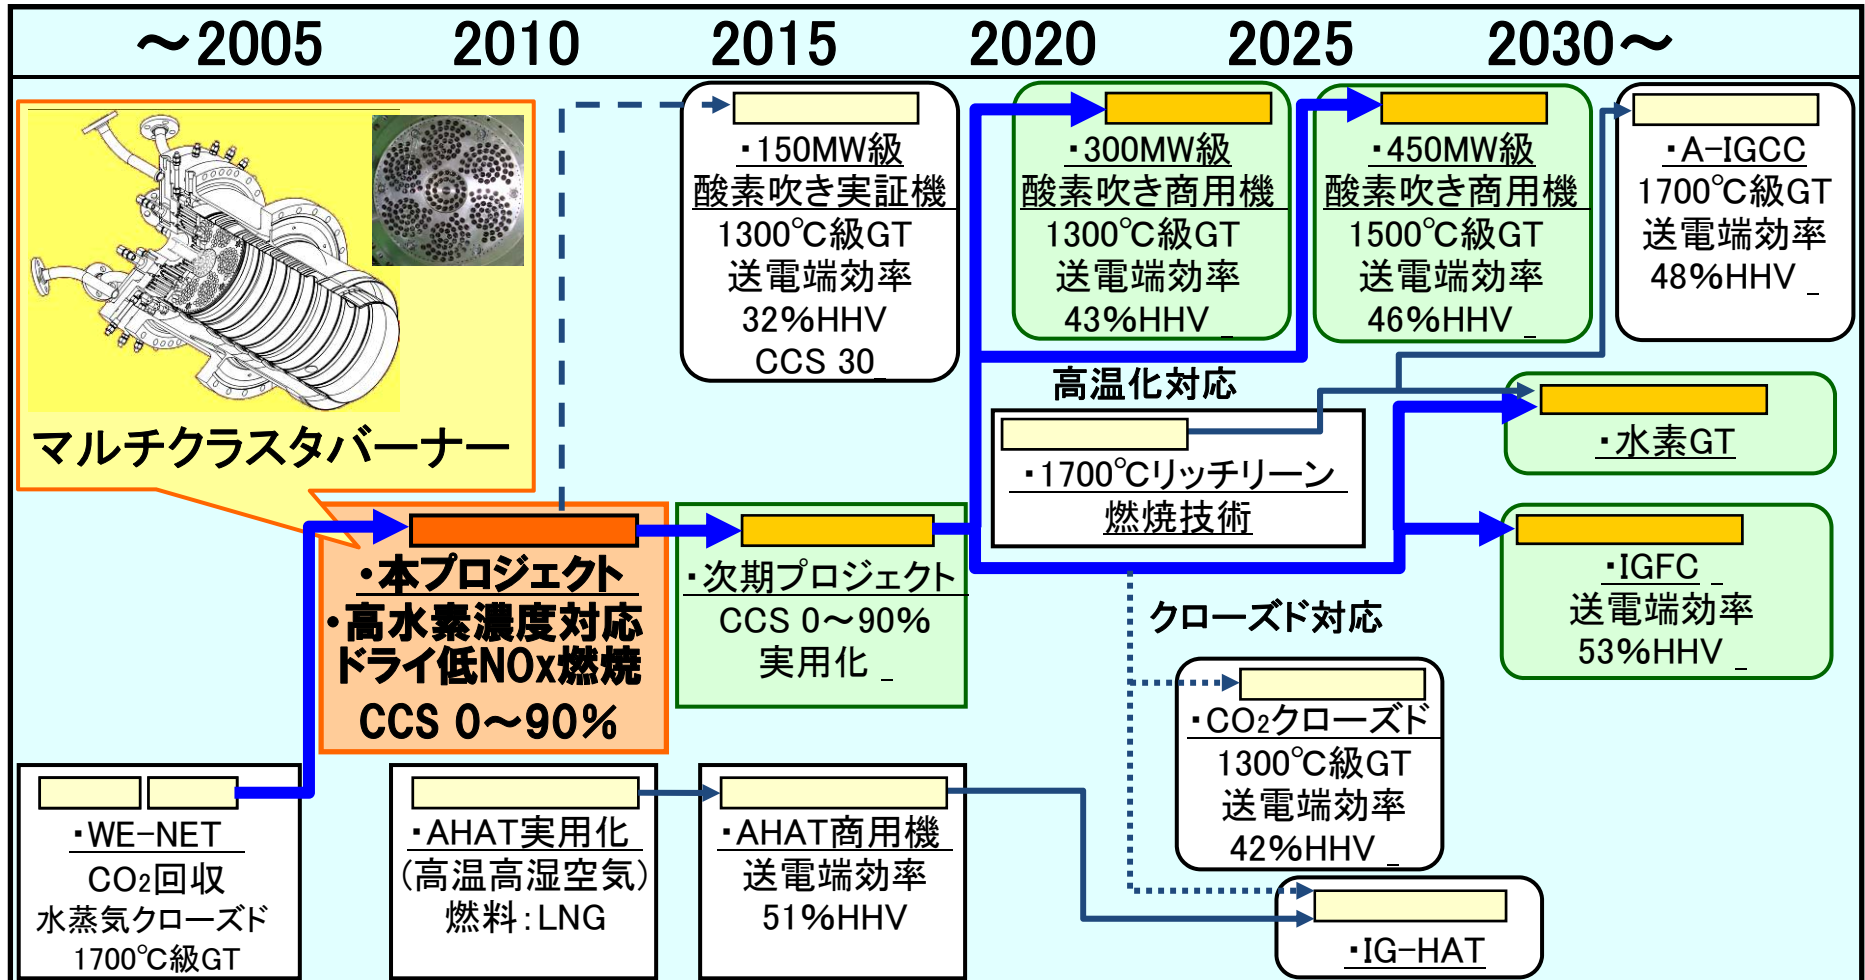 ～2005 2010 2015 2020 2025 2030～
マルチクラスタバーナー
・150MW級
酸素吹き実証機
1300℃級GT
送電端効率
32%HHV
CCS 30
・300MW級
酸素吹き商用機
1300℃級GT
送電端効率
43%HHV
・450MW級
酸素吹き商用機
1500℃級GT
送電端効率
46%HHV
・A-IGCC
1700℃級GT
送電端効率
48%HHV
高温化対応
・1700℃リッチリーン
燃焼技術
・水素GT
・本プロジェクト
・高水素濃度対応
ドライ低NOx燃焼
CCS 0～90%
・次期プロジェクト
CCS 0～90%
実用化
・IGFC
送電端効率
53%HHV
クローズド対応
・CO₂クローズド
1300℃級GT
送電端効率
42%HHV
・WE-NET
CO₂回収
水蒸気クローズド
1700℃級GT
・AHAT実用化
(高温高湿空気)
燃料：LNG
・AHAT商用機
送電端効率
51%HHV
・IG-HAT